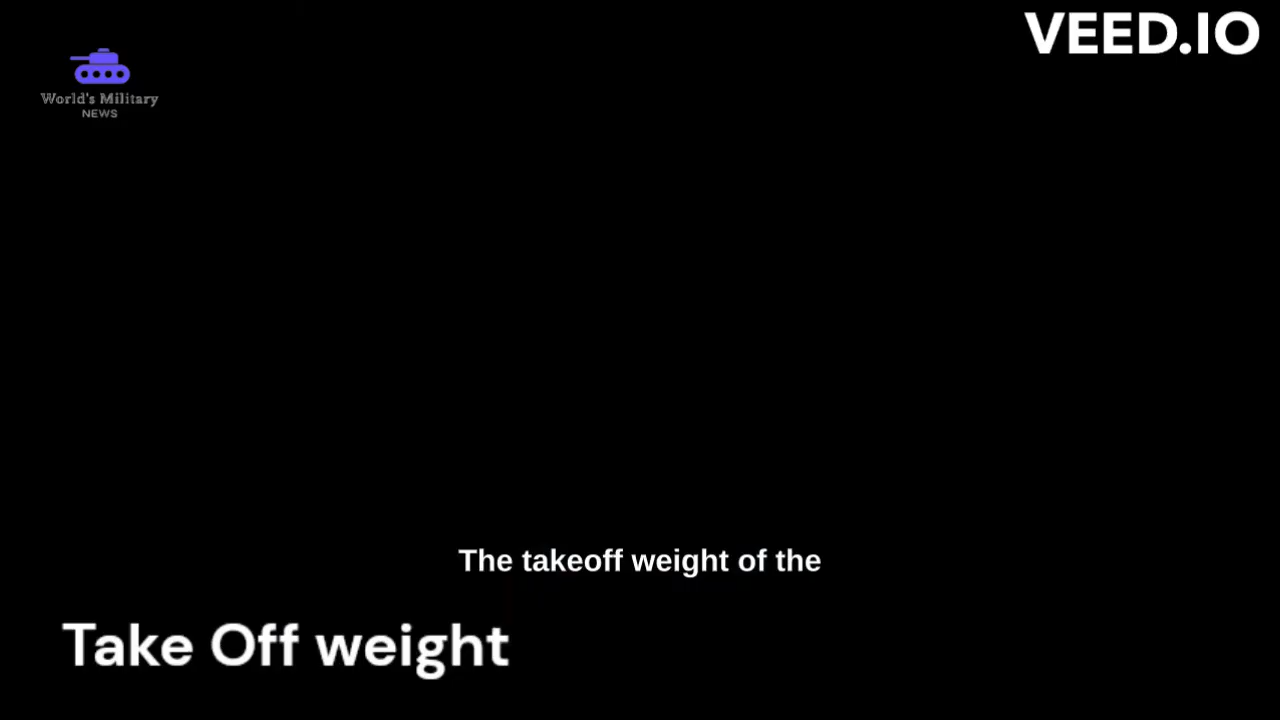 VEED.IO
World's Military
NEWS
The takeoff weight of the
Take Off weight